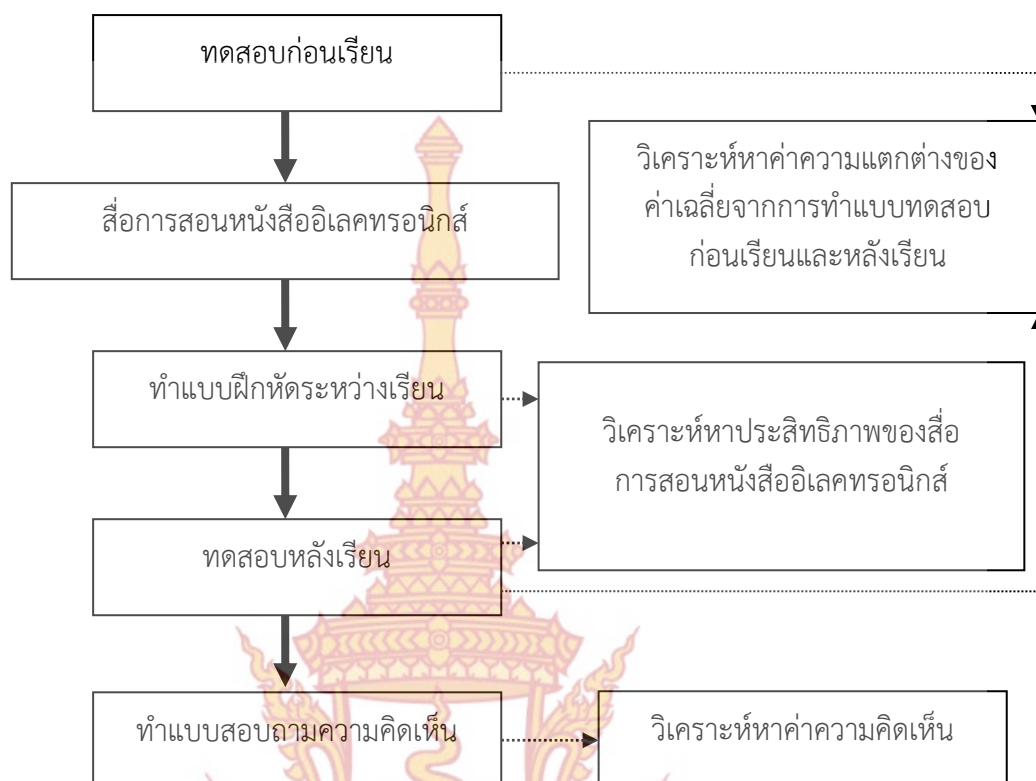 ทดสอบก่อนเรียน
วิเคราะห์หาค่าความแตกต่างของ
ค่าเฉลี่ยจากการทำแบบทดสอบ
ก่อนเรียนและหลังเรียน
สื่อการสอนหนังสืออิเลคทรอนิกส์
ทำแบบฝึกหัดระหว่างเรียน
วิเคราะห์หาประสิทธิภาพของสื่อ
การสอนหนังสืออิเลคทรอนิกส์
ทดสอบหลังเรียน
ทำแบบสอบถามความคิดเห็น
วิเคราะห์หาค่าความคิดเห็น